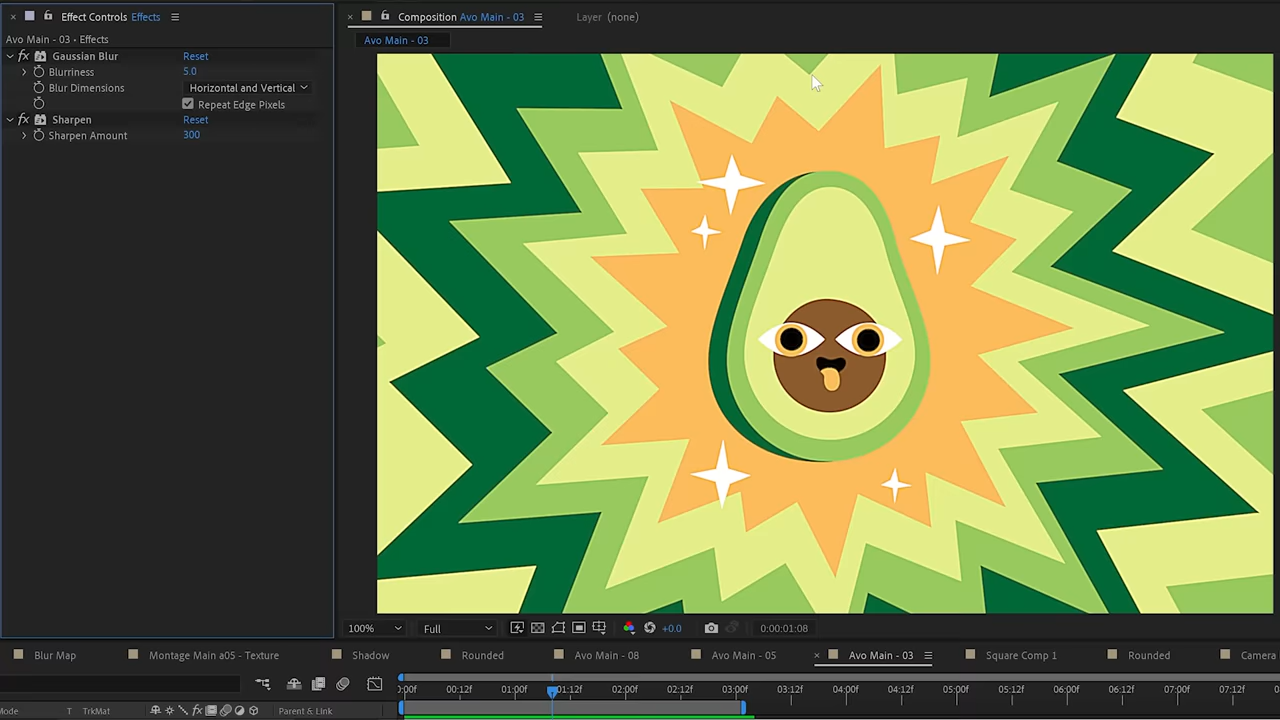 Effect Controls Effects
Composition Avo Main - 03
Layer (none)
Avo Main - 03 • Effects
Avo Main - 03
fx Gaussian Blur Reset
Blurriness 5.0
Blur Dimensions Horizontal and Vertical
Repeat Edge Pixels
fx Sharpen Reset
Sharpen Amount 300
100% Full +0.0 0:00:01:08
Blur Map Montage Main a05 - Texture Shadow Rounded Avo Main - 08 Avo Main - 05 Avo Main - 03 Square Comp 1 Rounded Camera
:00f 00:12f 01:00f 01:12f 02:00f 02:12f 03:00f 03:12f 04:00f 04:12f 05:00f 05:12f 06:00f 06:12f 07:00f 07:12f
Mode T TrkMat fx Parent & Link